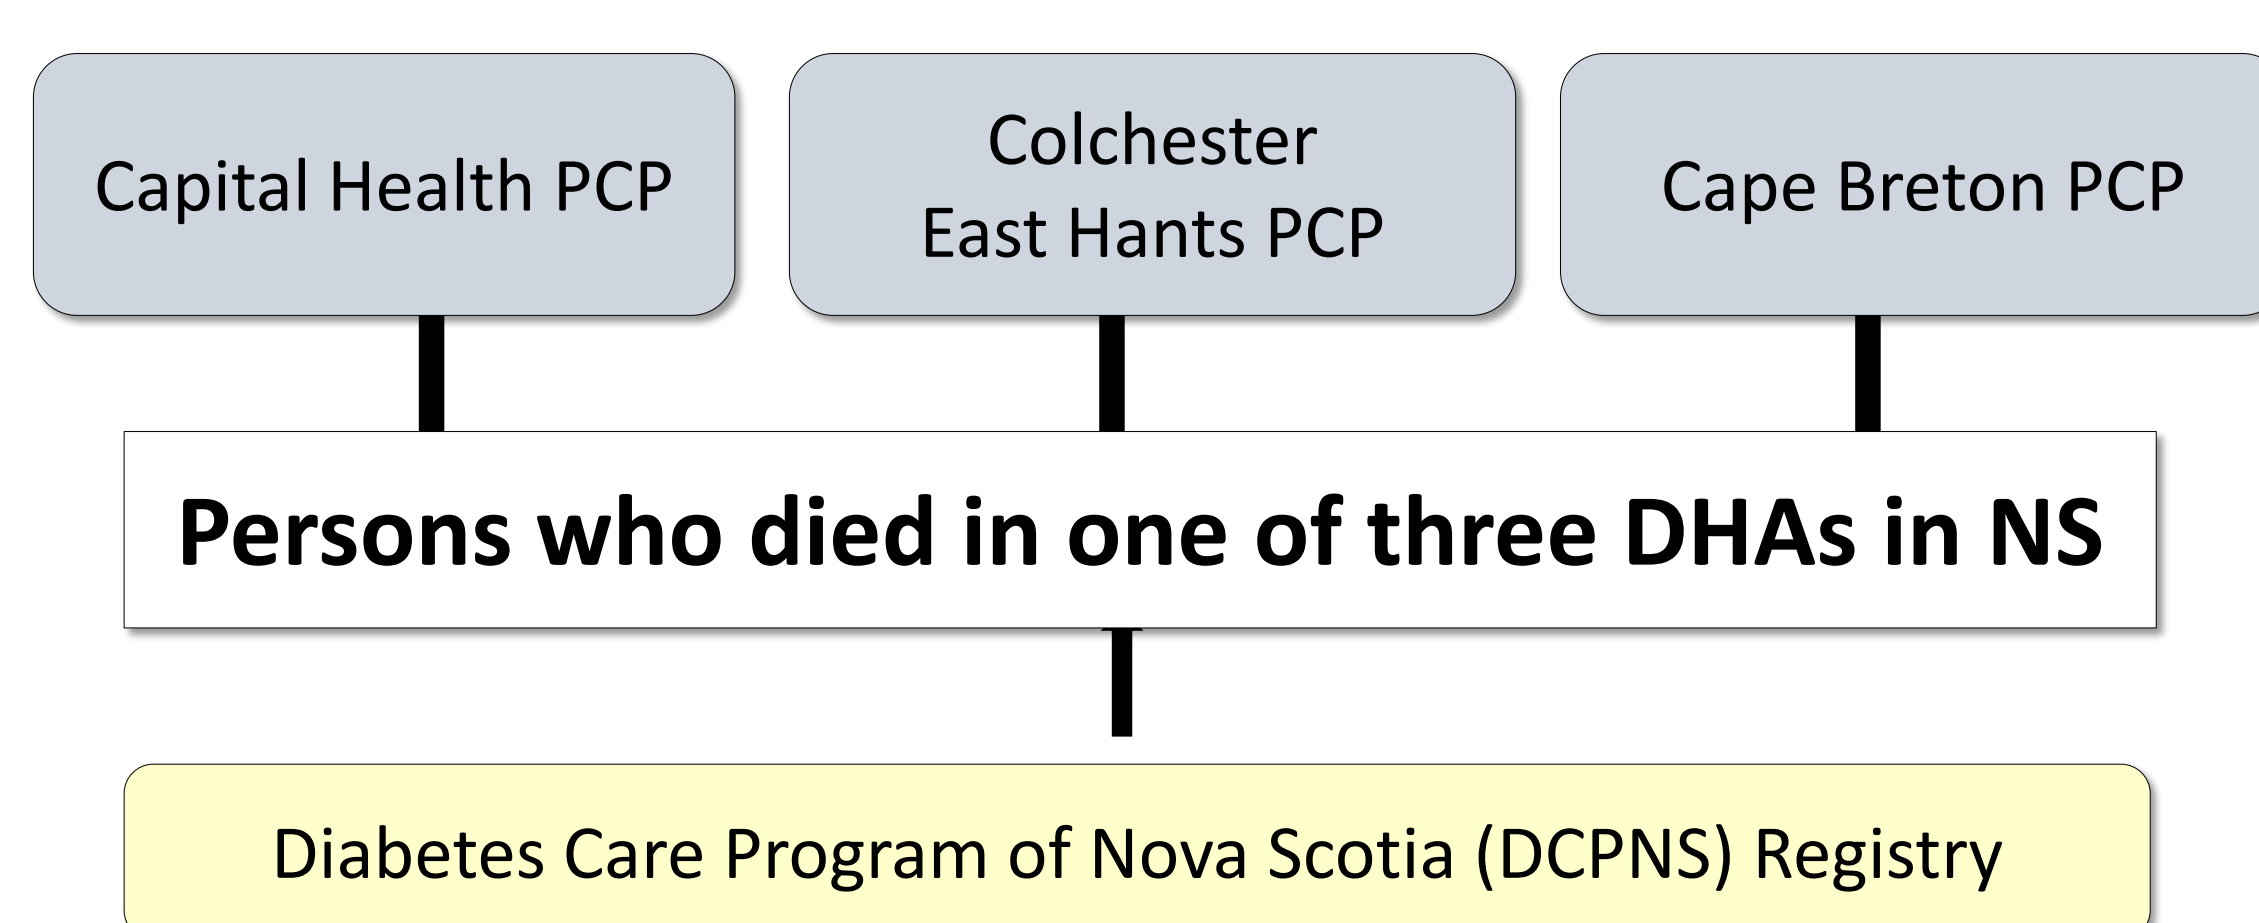 Capital Health PCP
Colchester
East Hants PCP
Cape Breton PCP
Persons who died in one of three DHAs in NS
Diabetes Care Program of Nova Scotia (DCPNS) Registry